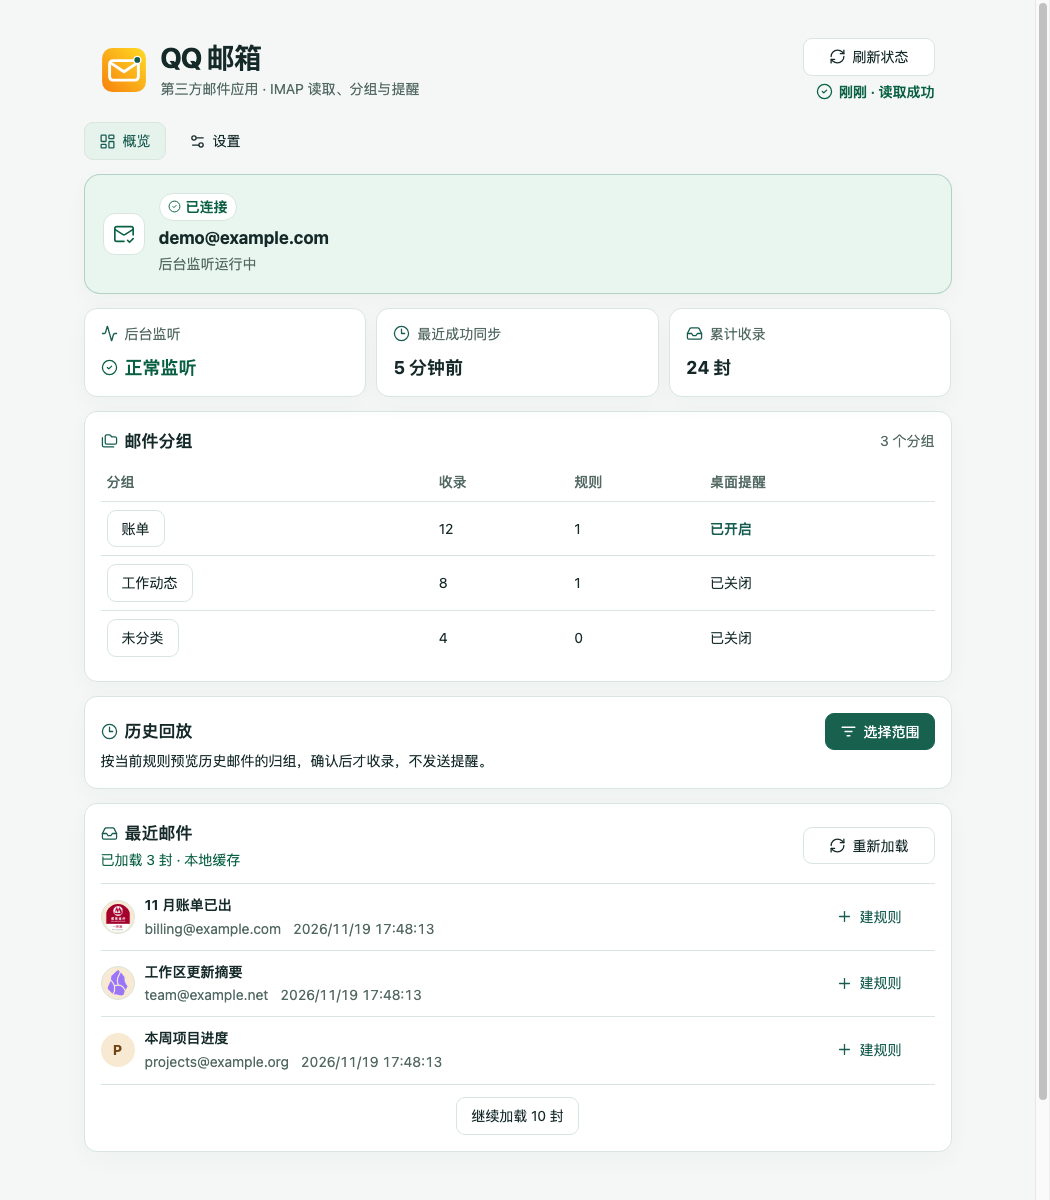 QQ 邮箱
第三方邮件应用 · IMAP 读取、分组与提醒
刷新状态
刚刚 · 读取成功
概览
设置
已连接
demo@example.com
后台监听运行中
后台监听
正常监听
最近成功同步
5 分钟前
累计收录
24 封
邮件分组
3 个分组
分组 收录 规则 桌面提醒
账单 12 1 已开启
工作动态 8 1 已关闭
未分类 4 0 已关闭
历史回放
选择范围
按当前规则预览历史邮件的归组，确认后才收录，不发送提醒。
最近邮件
已加载 3 封 · 本地缓存
重新加载
11 月账单已出
billing@example.com 2026/11/19 17:48:13
建规则
工作区更新摘要
team@example.net 2026/11/19 17:48:13
建规则
P
本周项目进度
projects@example.org 2026/11/19 17:48:13
建规则
继续加载 10 封